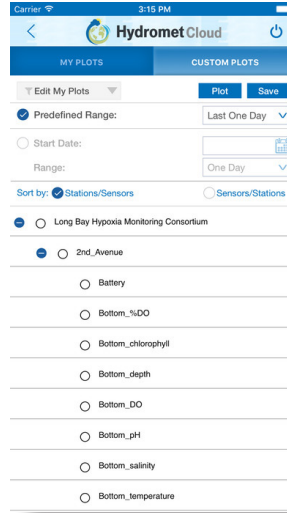 Carrier 3:15 PM
Hydromet Cloud
MY PLOTS CUSTOM PLOTS
Edit My Plots Plot Save
Predefined Range: Last One Day
Start Date:
Range: One Day
Sort by: Stations/Sensors Sensors/Stations
Long Bay Hypoxia Monitoring Consortium
2nd_Avenue
Battery
Bottom_%DO
Bottom_chlorophyll
Bottom_depth
Bottom_DO
Bottom_pH
Bottom_salinity
Bottom_temperature